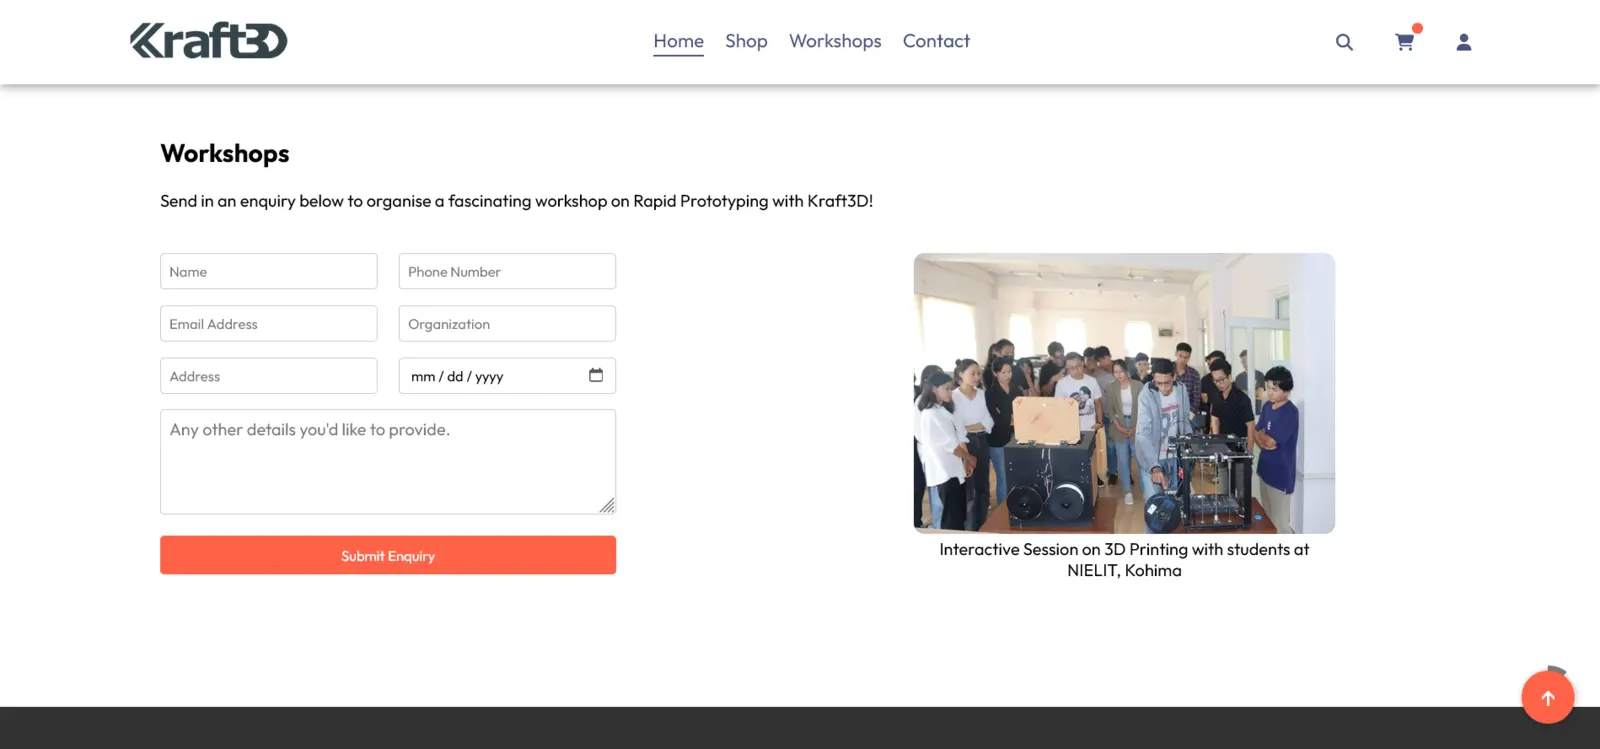 Kraft3D
Home Shop Workshops Contact
Workshops
Send in an enquiry below to organise a fascinating workshop on Rapid Prototyping with Kraft3D!
Name Phone Number
Email Address Organization
Address mm / dd / yyyy
Any other details you'd like to provide.
Submit Enquiry
Interactive Session on 3D Printing with students at
NIELIT, Kohima